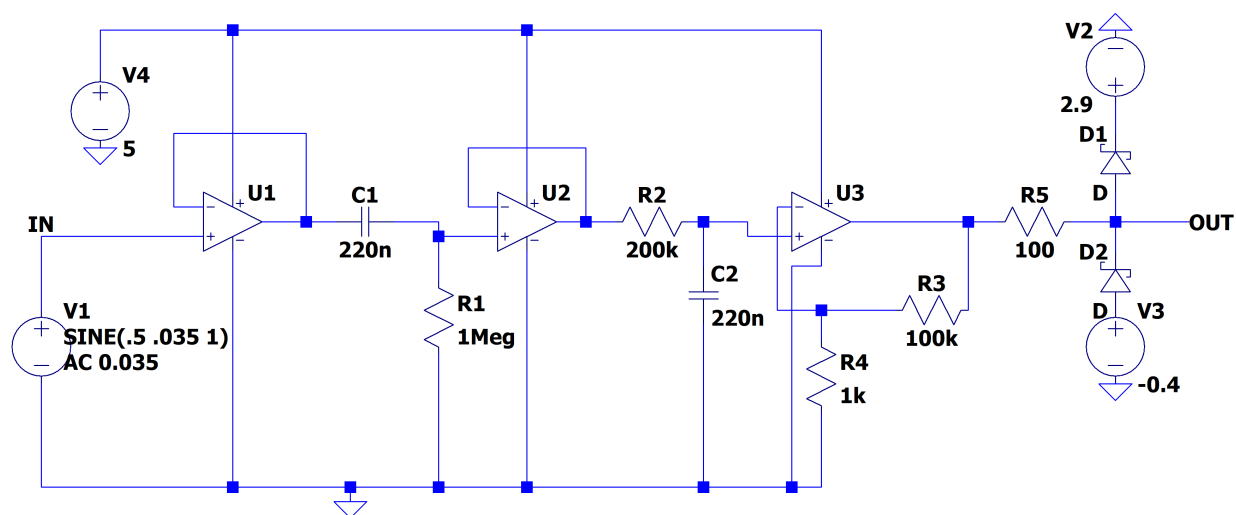 V2
2.9
V4
5
D1
D
U1
U2
U3
C1
220n
R2
200k
R5
100
OUT
IN
D2
D
V3
-0.4
C2
220n
R3
100k
V1
SINE(.5 .035 1)
AC 0.035
R1
1Meg
R4
1k